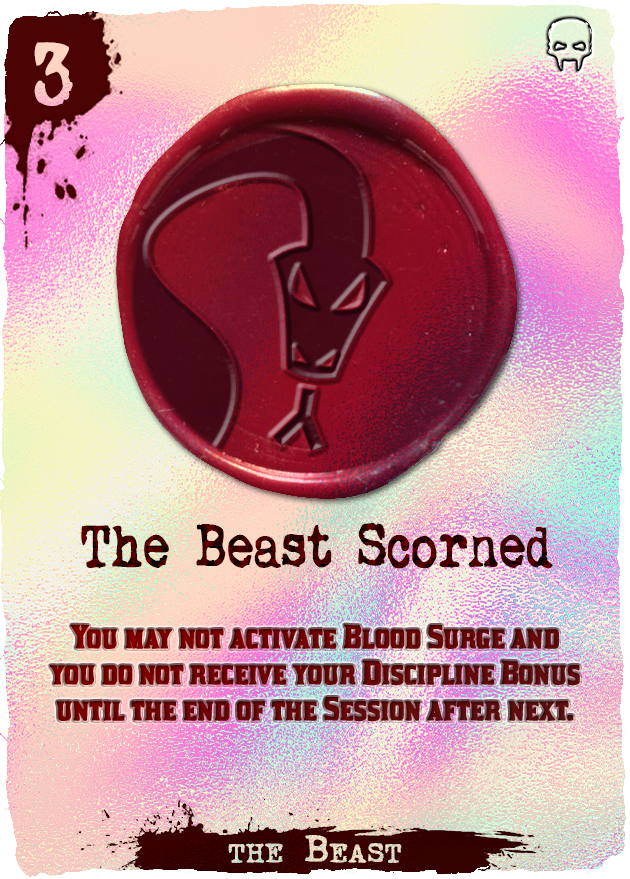 3
The Beast Scorned
You may not activate Blood Surge and
you do not receive your Discipline Bonus
until the end of the Session after next.
the Beast